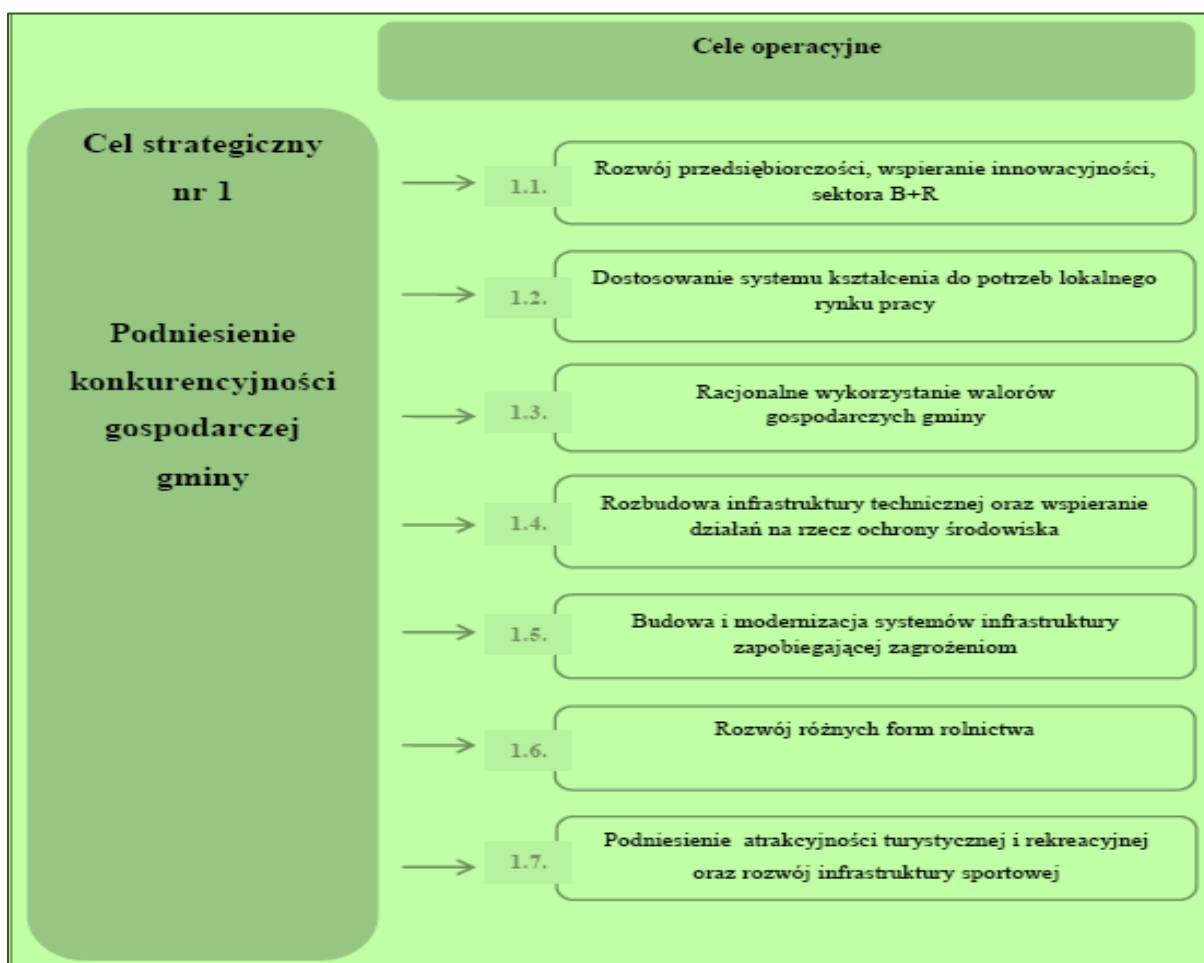 Cele operacyjne
Cel strategiczny
nr 1
Podniesienie
konkurencyjności
gospodarczej
gminy
1.1.
Rozwój przedsiębiorczości, wspieranie innowacyjności,
sektora B+R
1.2.
Dostosowanie systemu kształcenia do potrzeb lokalnego
rynku pracy
1.3.
Racjonalne wykorzystanie walorów
gospodarczych gminy
1.4.
Rozbudowa infrastruktury technicznej oraz wspieranie
działań na rzecz ochrony środowiska
1.5.
Budowa i modernizacja systemów infrastruktury
zapobiegającej zagrożeniom
1.6.
Rozwój różnych form rolnictwa
1.7.
Podniesienie atrakcyjności turystycznej i rekreacyjnej
oraz rozwój infrastruktury sportowej